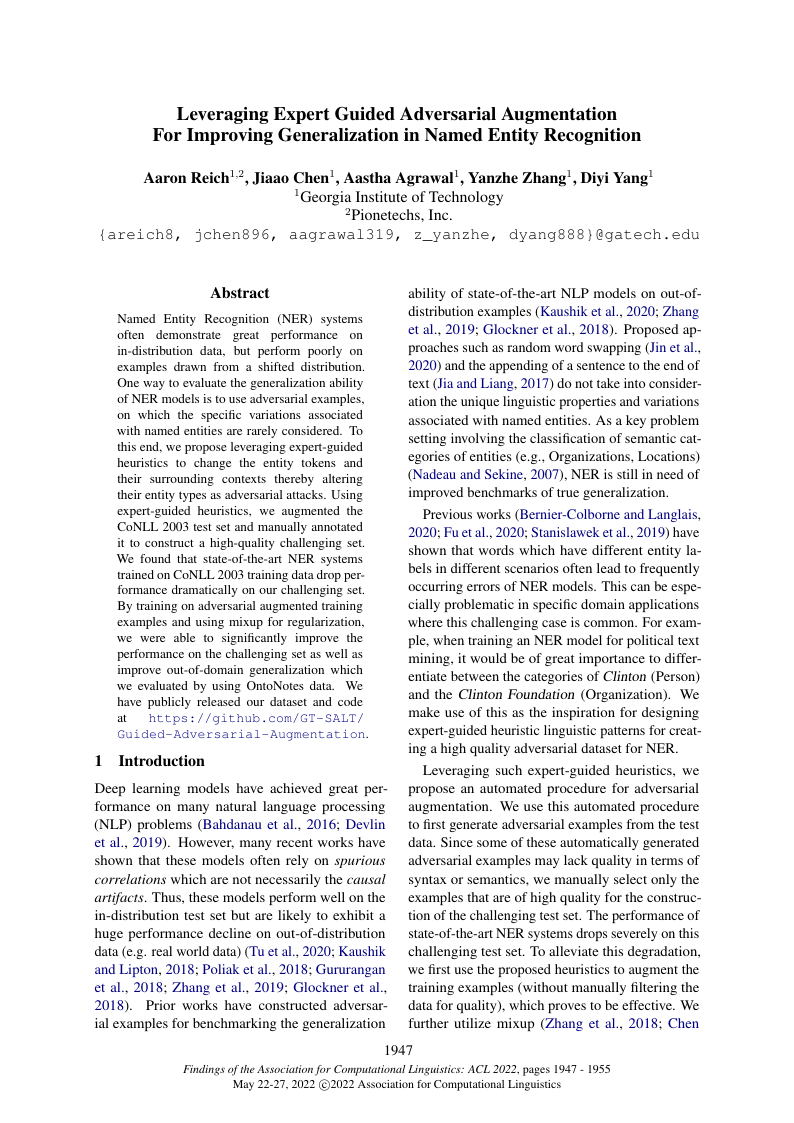 Leveraging Expert Guided Adversarial Augmentation
For Improving Generalization in Named Entity Recognition
Aaron Reich1,2, Jiaao Chen1, Aastha Agrawal1, Yanzhe Zhang1, Diyi Yang1
1Georgia Institute of Technology
2Pionetechs, Inc.
{areich8, jchen896, aagrawal319, z_yanzhe, dyang888}@gatech.edu
Abstract
Named Entity Recognition (NER) systems
often demonstrate great performance on
in-distribution data, but perform poorly on
examples drawn from a shifted distribution.
One way to evaluate the generalization ability
of NER models is to use adversarial examples,
on which the specific variations associated
with named entities are rarely considered. To
this end, we propose leveraging expert-guided
heuristics to change the entity tokens and
their surrounding contexts thereby altering
their entity types as adversarial attacks. Using
expert-guided heuristics, we augmented the
CoNLL 2003 test set and manually annotated
it to construct a high-quality challenging set.
We found that state-of-the-art NER systems
trained on CoNLL 2003 training data drop per-
formance dramatically on our challenging set.
By training on adversarial augmented training
examples and using mixup for regularization,
we were able to significantly improve the
performance on the challenging set as well as
improve out-of-domain generalization which
we evaluated by using OntoNotes data. We
have publicly released our dataset and code
at https://github.com/GT-SALT/
Guided-Adversarial-Augmentation.
1 Introduction
Deep learning models have achieved great per-
formance on many natural language processing
(NLP) problems (Bahdanau et al., 2016; Devlin
et al., 2019). However, many recent works have
shown that these models often rely on spurious
correlations which are not necessarily the causal
artifacts. Thus, these models perform well on the
in-distribution test set but are likely to exhibit a
huge performance decline on out-of-distribution
data (e.g. real world data) (Tu et al., 2020; Kaushik
and Lipton, 2018; Poliak et al., 2018; Gururangan
et al., 2018; Zhang et al., 2019; Glockner et al.,
2018). Prior works have constructed adversar-
ial examples for benchmarking the generalization
ability of state-of-the-art NLP models on out-of-
distribution examples (Kaushik et al., 2020; Zhang
et al., 2019; Glockner et al., 2018). Proposed ap-
proaches such as random word swapping (Jin et al.,
2020) and the appending of a sentence to the end of
text (Jia and Liang, 2017) do not take into consider-
ation the unique linguistic properties and variations
associated with named entities. As a key problem
setting involving the classification of semantic cat-
egories of entities (e.g., Organizations, Locations)
(Nadeau and Sekine, 2007), NER is still in need of
improved benchmarks of true generalization.
Previous works (Bernier-Colborne and Langlais,
2020; Fu et al., 2020; Stanislawek et al., 2019) have
shown that words which have different entity la-
bels in different scenarios often lead to frequently
occurring errors of NER models. This can be espe-
cially problematic in specific domain applications
where this challenging case is common. For exam-
ple, when training an NER model for political text
mining, it would be of great importance to differ-
entiate between the categories of Clinton (Person)
and the Clinton Foundation (Organization). We
make use of this as the inspiration for designing
expert-guided heuristic linguistic patterns for creat-
ing a high quality adversarial dataset for NER.
Leveraging such expert-guided heuristics, we
propose an automated procedure for adversarial
augmentation. We use this automated procedure
to first generate adversarial examples from the test
data. Since some of these automatically generated
adversarial examples may lack quality in terms of
syntax or semantics, we manually select only the
examples that are of high quality for the construc-
tion of the challenging test set. The performance of
state-of-the-art NER systems drops severely on this
challenging test set. To alleviate this degradation,
we first use the proposed heuristics to augment the
training examples (without manually filtering the
data for quality), which proves to be effective. We
further utilize mixup (Zhang et al., 2018; Chen
1947
Findings of the Association for Computational Linguistics: ACL 2022, pages 1947 - 1955
May 22-27, 2022 ©2022 Association for Computational Linguistics